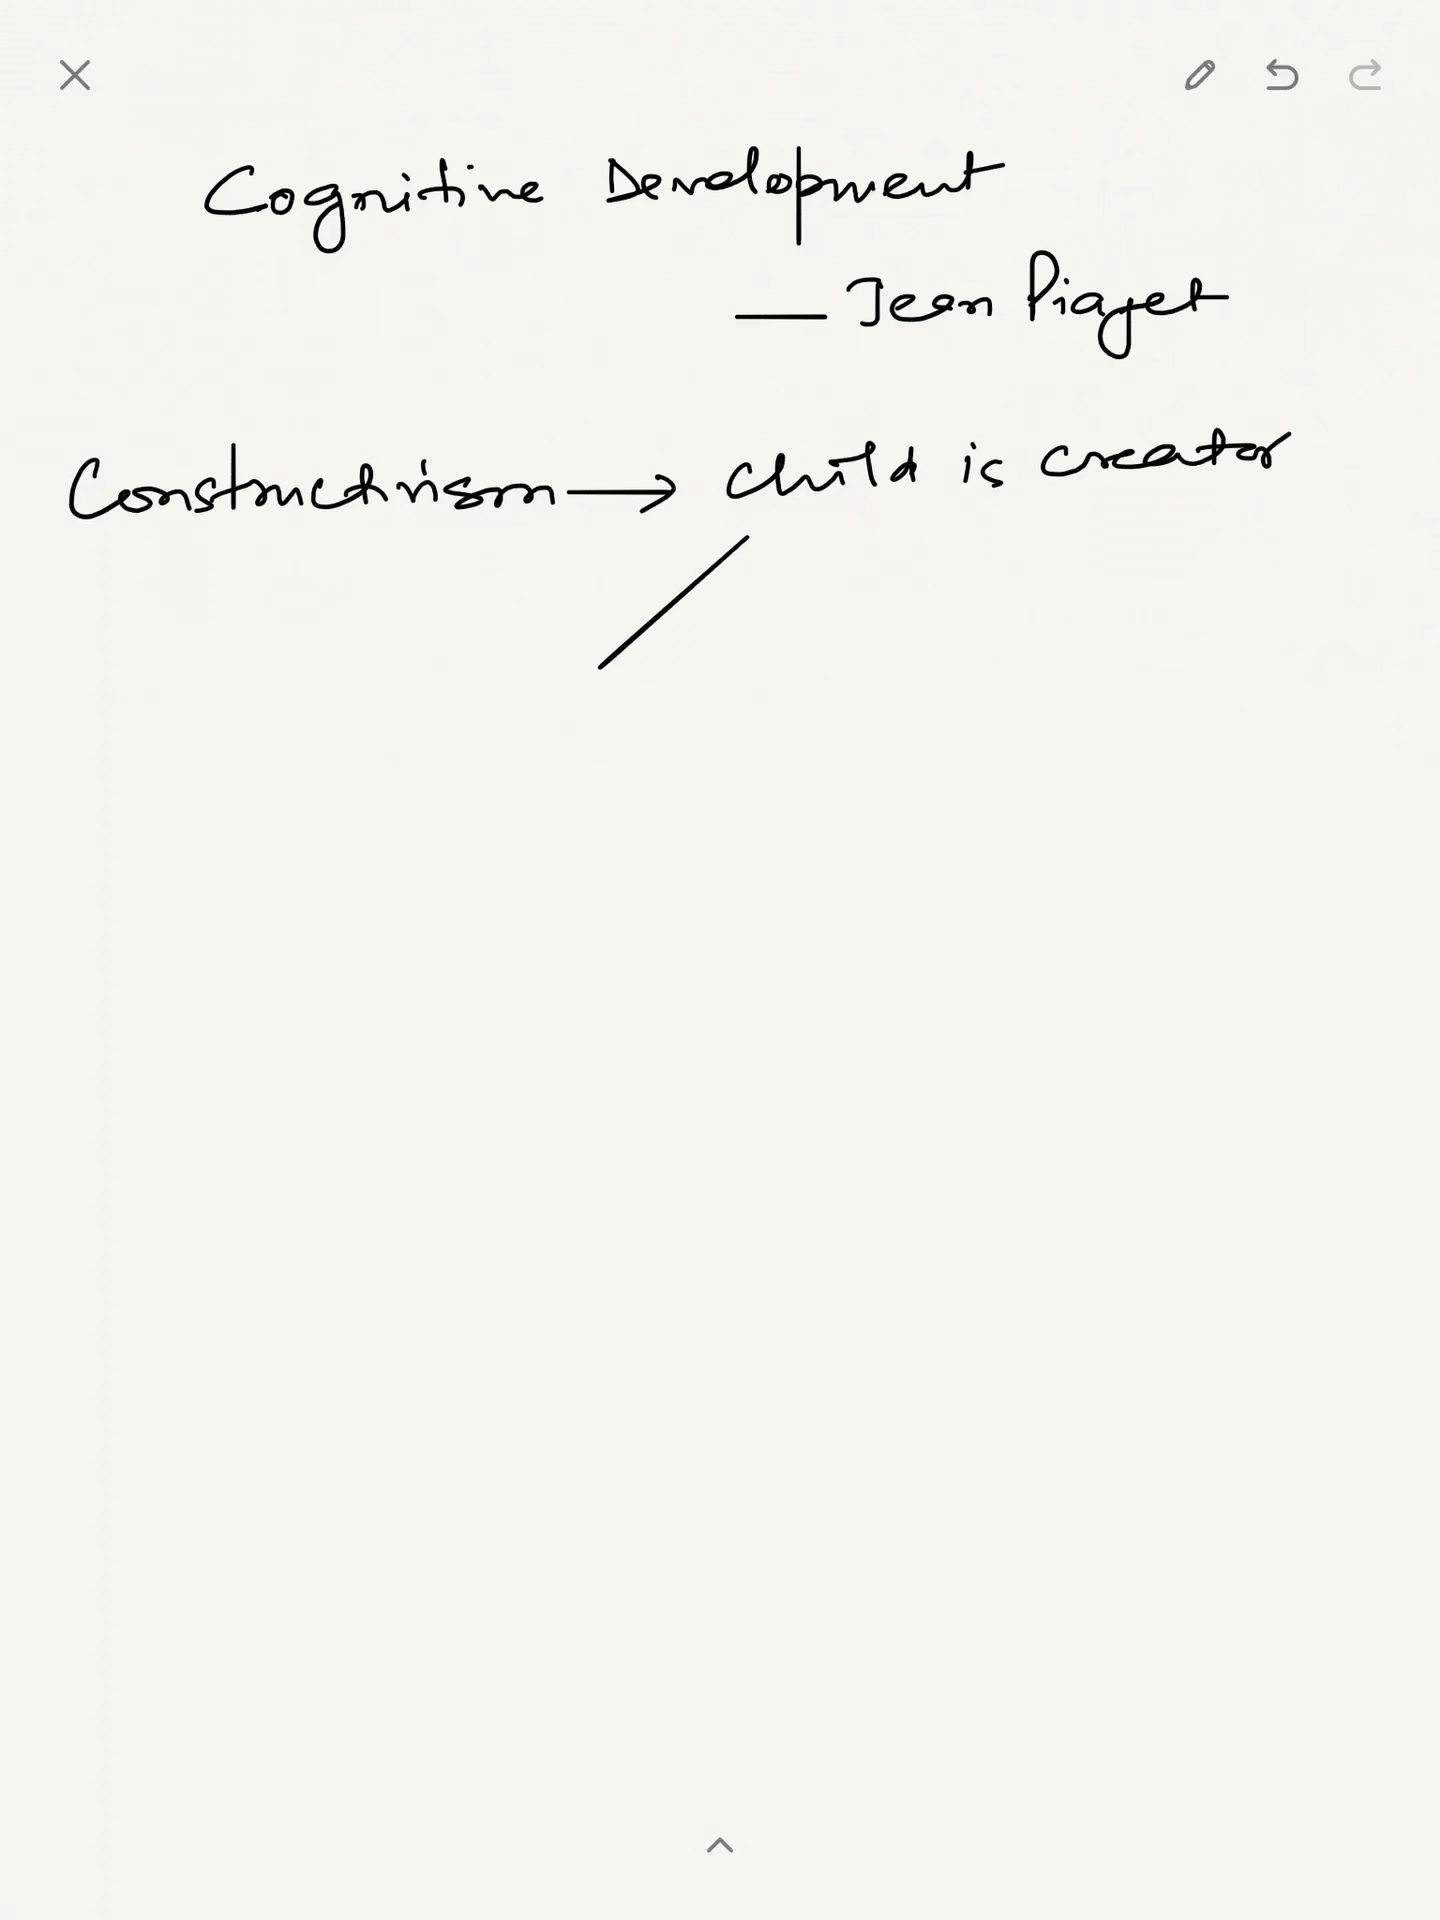 Cognitive Development
— Jean Piaget
Constructivism → child is creator